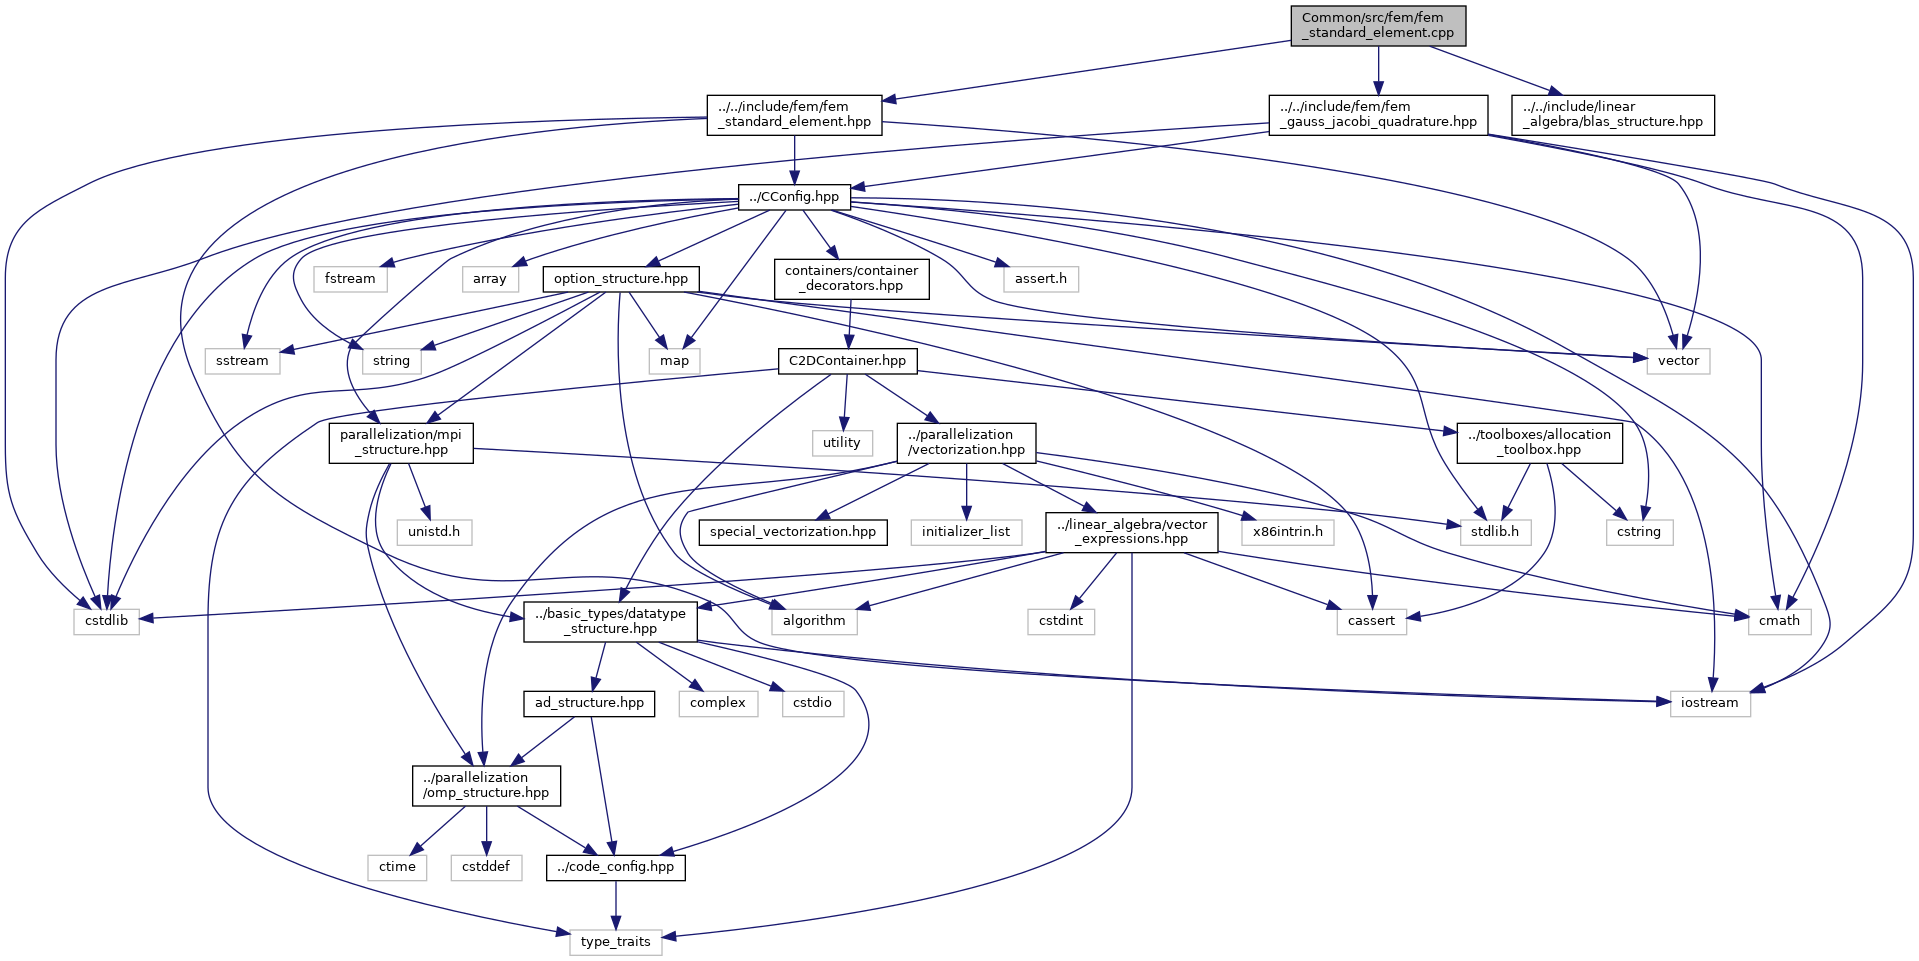 Common/src/fem/fem
_standard_element.cpp
../../include/fem/fem
_standard_element.hpp
../../include/fem/fem
_gauss_jacobi_quadrature.hpp
../../include/linear
_algebra/blas_structure.hpp
../CConfig.hpp
fstream
array
option_structure.hpp
containers/container
_decorators.hpp
assert.h
sstream
string
map
C2DContainer.hpp
vector
parallelization/mpi
_structure.hpp
utility
../parallelization
/vectorization.hpp
../toolboxes/allocation
_toolbox.hpp
unistd.h
special_vectorization.hpp
initializer_list
../linear_algebra/vector
_expressions.hpp
x86intrin.h
stdlib.h
cstring
cstdlib
../basic_types/datatype
_structure.hpp
algorithm
cstdint
cassert
cmath
ad_structure.hpp
complex
cstdio
iostream
../parallelization
/omp_structure.hpp
ctime
cstddef
../code_config.hpp
type_traits